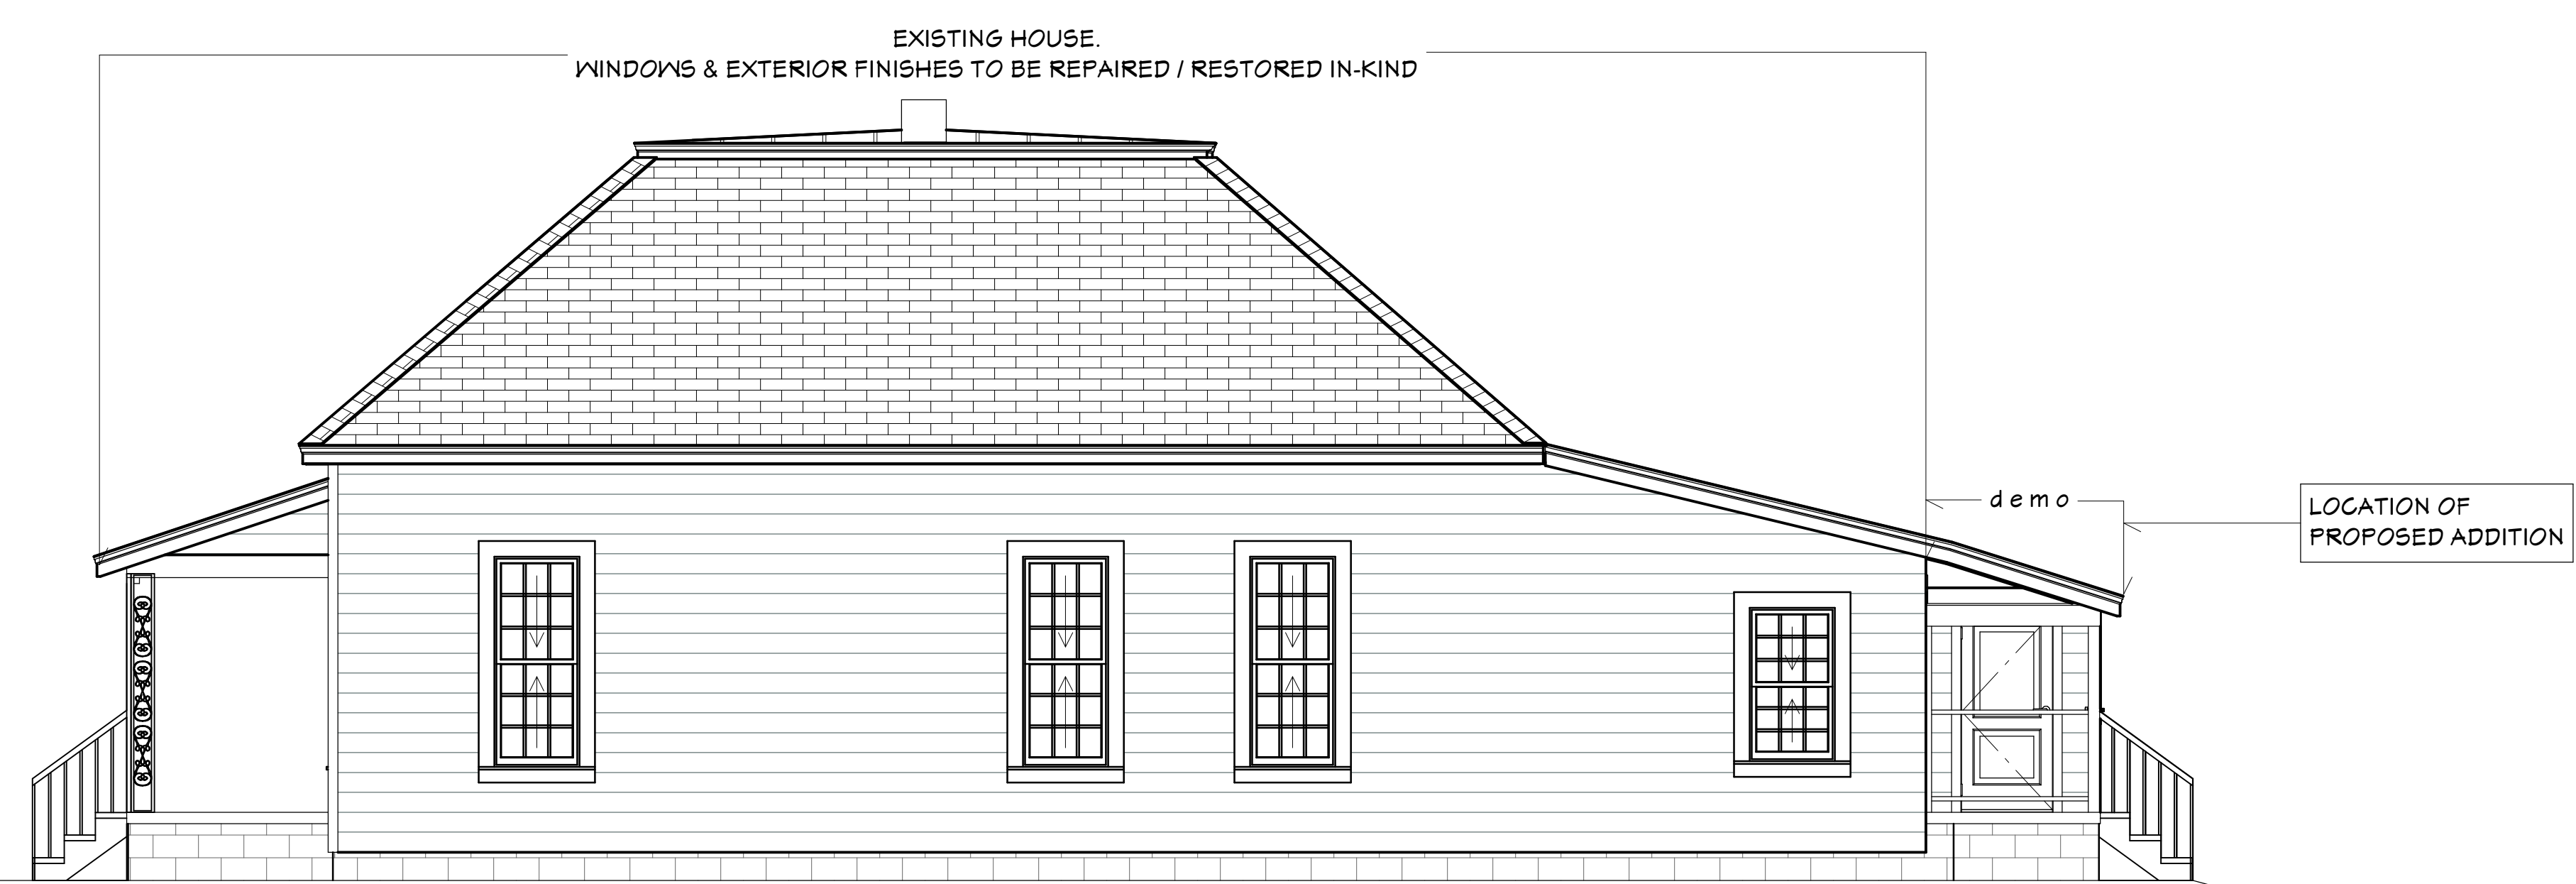 EXISTING HOUSE.
WINDOWS & EXTERIOR FINISHES TO BE REPAIRED / RESTORED IN-KIND
demo
LOCATION OF
PROPOSED ADDITION